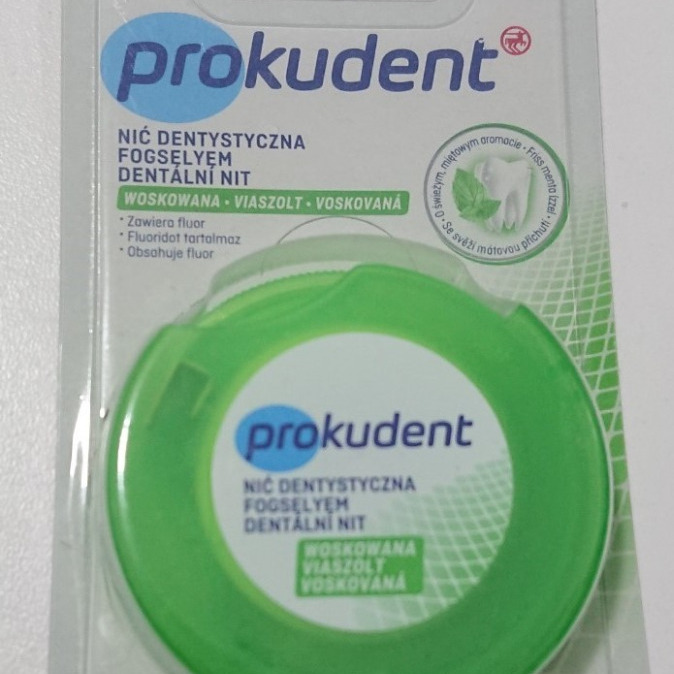 prokudent
NIĆ DENTYSTYCZNA
FOGSELYEM
DENTÁLNÍ NIT
WOSKOWANA • VIASZOLT • VOSKOVANÁ
* Zawiera fluor
* Fluoridot tartalmaz
* Obsahuje fluor
O świeżym, miętowym aromacie • Friss menta ízzel • Se svěží mátovou příchutí •
prokudent
NIĆ DENTYSTYCZNA
FOGSELYEM
DENTÁLNÍ NIT
WOSKOWANA
VIASZOLT
VOSKOVANÁ